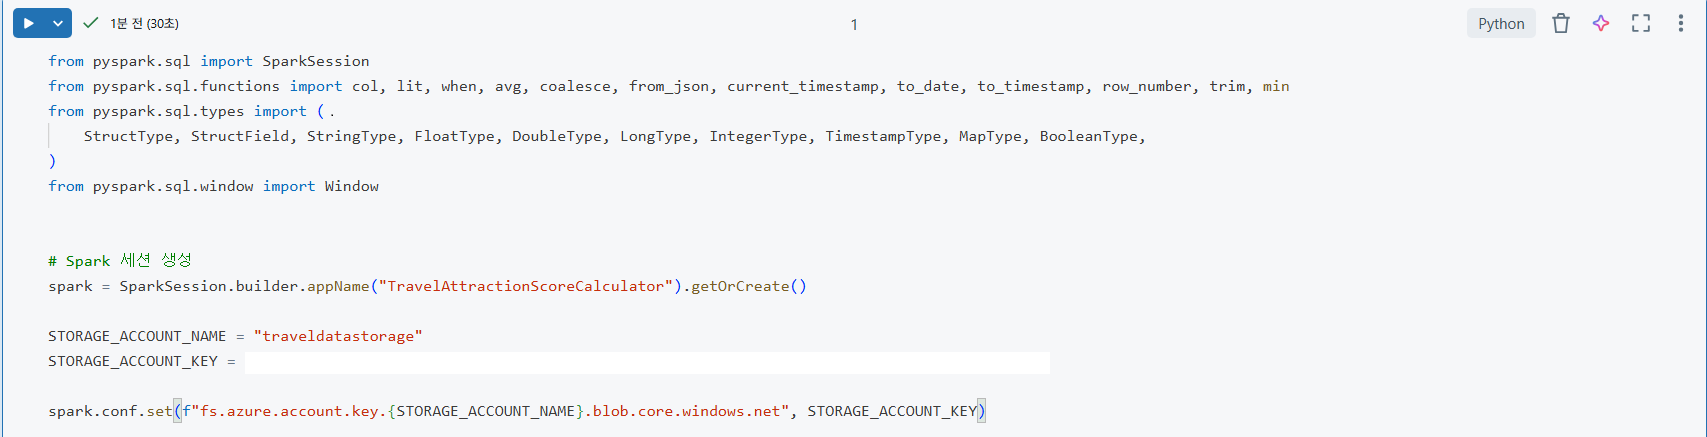 1분 전 (30초)
1
Python
from pyspark.sql import SparkSession
from pyspark.sql.functions import col, lit, when, avg, coalesce, from_json, current_timestamp, to_date, to_timestamp, row_number, trim, min
from pyspark.sql.types import (.
StructType, StructField, StringType, FloatType, DoubleType, LongType, IntegerType, TimestampType, MapType, BooleanType,
)
from pyspark.sql.window import Window
# Spark 세션 생성
spark = SparkSession.builder.appName("TravelAttractionScoreCalculator").getOrCreate()
STORAGE_ACCOUNT_NAME = "traveldatastorage"
STORAGE_ACCOUNT_KEY =
spark.conf.set(f"fs.azure.account.key.{STORAGE_ACCOUNT_NAME}.blob.core.windows.net", STORAGE_ACCOUNT_KEY)